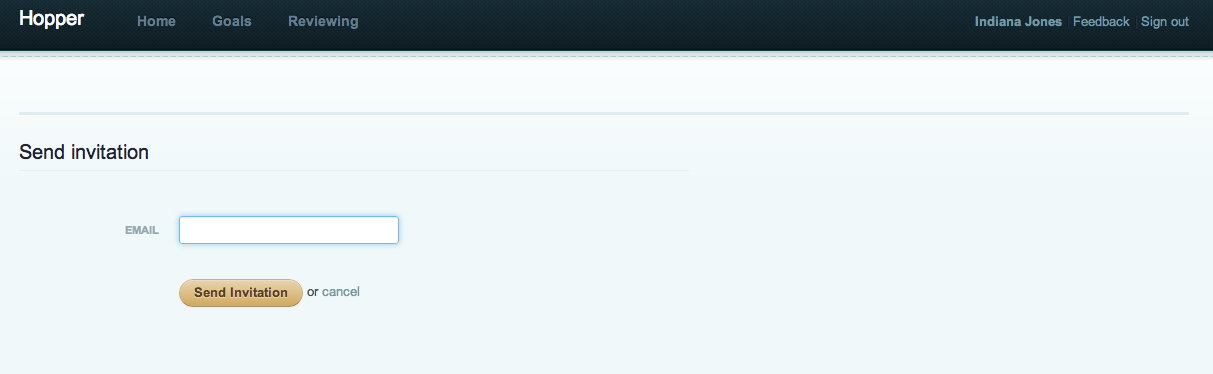 Hopper Home Goals Reviewing Indiana Jones | Feedback | Sign out
Send invitation
EMAIL
Send Invitation or cancel